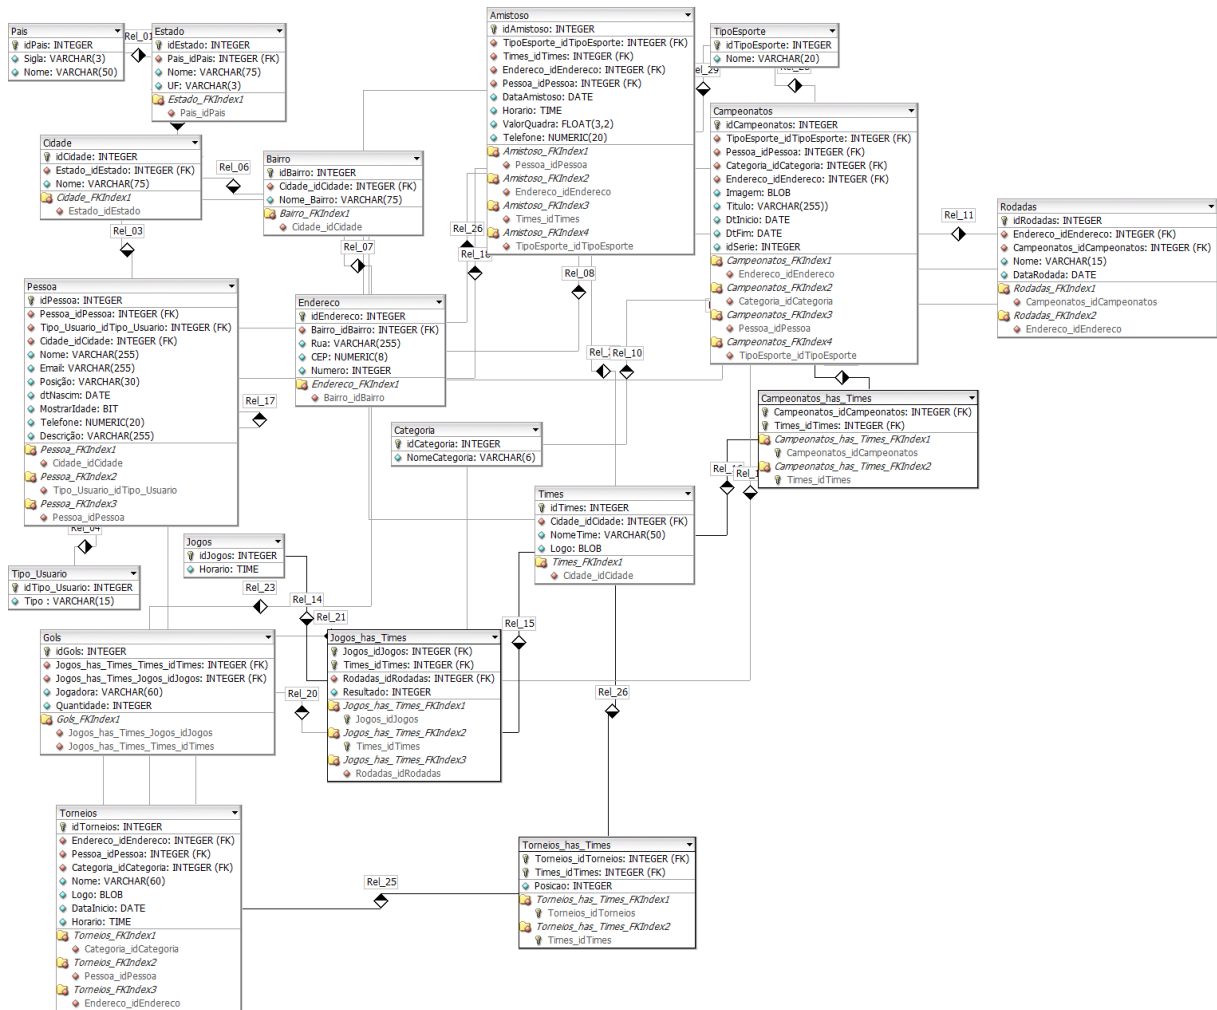 Pais
idPais: INTEGER
Sigla: VARCHAR(3)
Nome: VARCHAR(50)
Rel_01
Estado
idEstado: INTEGER
Pais_idPais: INTEGER (FK)
Nome: VARCHAR(75)
UF: VARCHAR(3)
Estado_FKIndex1
Pais_idPais
Amistoso
idAmistoso: INTEGER
TipoEsporte_idTipoEsporte: INTEGER (FK)
Times_idTimes: INTEGER (FK)
Endereco_idEndereco: INTEGER (FK)
Pessoa_idPessoa: INTEGER (FK)
DataAmistoso: DATE
Horario: TIME
ValorQuadra: FLOAT(3,2)
Telefone: NUMERIC(20)
Amistoso_FKIndex1
Pessoa_idPessoa
Amistoso_FKIndex2
Endereco_idEndereco
Amistoso_FKIndex3
Times_idTimes
Amistoso_FKIndex4
TipoEsporte_idTipoEsporte
TipoEsporte
idTipoEsporte: INTEGER
Nome: VARCHAR(20)
Campeonatos
idCampeonatos: INTEGER
TipoEsporte_idTipoEsporte: INTEGER (FK)
Pessoa_idPessoa: INTEGER (FK)
Categoria_idCategoria: INTEGER (FK)
Endereco_idEndereco: INTEGER (FK)
Imagem: BLOB
Titulo: VARCHAR(255))
DtInicio: DATE
DtFim: DATE
idSerie: INTEGER
Campeonatos_FKIndex1
Endereco_idEndereco
Campeonatos_FKIndex2
Categoria_idCategoria
Campeonatos_FKIndex3
Pessoa_idPessoa
Campeonatos_FKIndex4
TipoEsporte_idTipoEsporte
Cidade
idCidade: INTEGER
Estado_idEstado: INTEGER (FK)
Nome: VARCHAR(75)
Cidade_FKIndex1
Estado_idEstado
Rel_06
Bairro
idBairro: INTEGER
Cidade_idCidade: INTEGER (FK)
Nome_Bairro: VARCHAR(75)
Bairro_FKIndex1
Cidade_idCidade
Rel_11
Rodadas
idRodadas: INTEGER
Endereco_idEndereco: INTEGER (FK)
Campeonatos_idCampeonatos: INTEGER (FK)
Nome: VARCHAR(15)
DataRodada: DATE
Rodadas_FKIndex1
Campeonatos_idCampeonatos
Rodadas_FKIndex2
Endereco_idEndereco
Rel_03
Rel_07
Rel_26
Rel_08
Pessoa
idPessoa: INTEGER
Pessoa_idPessoa: INTEGER (FK)
Tipo_Usuario_idTipo_Usuario: INTEGER (FK)
Cidade_idCidade: INTEGER (FK)
Nome: VARCHAR(255)
Email: VARCHAR(255)
Posição: VARCHAR(30)
dtNascim: DATE
MostrarIdade: BIT
Telefone: NUMERIC(20)
Descrição: VARCHAR(255)
Pessoa_FKIndex1
Cidade_idCidade
Pessoa_FKIndex2
Tipo_Usuario_idTipo_Usuario
Pessoa_FKIndex3
Pessoa_idPessoa
Endereco
idEndereco: INTEGER
Bairro_idBairro: INTEGER (FK)
Rua: VARCHAR(255)
CEP: NUMERIC(8)
Numero: INTEGER
Endereco_FKIndex1
Bairro_idBairro
Rel_10
Rel_17
Categoria
idCategoria: INTEGER
NomeCategoria: VARCHAR(6)
Campeonatos_has_Times
Campeonatos_idCampeonatos: INTEGER (FK)
Times_idTimes: INTEGER (FK)
Campeonatos_has_Times_FKIndex1
Campeonatos_idCampeonatos
Campeonatos_has_Times_FKIndex2
Times_idTimes
Times
idTimes: INTEGER
Cidade_idCidade: INTEGER (FK)
NomeTime: VARCHAR(50)
Logo: BLOB
Times_FKIndex1
Cidade_idCidade
Rel_04
Tipo_Usuario
idTipo_Usuario: INTEGER
Tipo : VARCHAR(15)
Jogos
idJogos: INTEGER
Horario: TIME
Rel_23
Rel_14
Rel_21
Rel_15
Gols
idGols: INTEGER
Jogos_has_Times_Times_idTimes: INTEGER (FK)
Jogos_has_Times_Jogos_idJogos: INTEGER (FK)
Jogadora: VARCHAR(60)
Quantidade: INTEGER
Gols_FKIndex1
Jogos_has_Times_Jogos_idJogos
Jogos_has_Times_Times_idTimes
Rel_20
Jogos_has_Times
Jogos_idJogos: INTEGER (FK)
Times_idTimes: INTEGER (FK)
Rodadas_idRodadas: INTEGER (FK)
Resultado: INTEGER
Jogos_has_Times_FKIndex1
Jogos_idJogos
Jogos_has_Times_FKIndex2
Times_idTimes
Jogos_has_Times_FKIndex3
Rodadas_idRodadas
Rel_26
Torneios
idTorneios: INTEGER
Endereco_idEndereco: INTEGER (FK)
Pessoa_idPessoa: INTEGER (FK)
Categoria_idCategoria: INTEGER (FK)
Nome: VARCHAR(60)
Logo: BLOB
DataInicio: DATE
Horario: TIME
Torneios_FKIndex1
Categoria_idCategoria
Torneios_FKIndex2
Pessoa_idPessoa
Torneios_FKIndex3
Endereco_idEndereco
Rel_25
Torneios_has_Times
Torneios_idTorneios: INTEGER (FK)
Times_idTimes: INTEGER (FK)
Posicao: INTEGER
Torneios_has_Times_FKIndex1
Torneios_idTorneios
Torneios_has_Times_FKIndex2
Times_idTimes